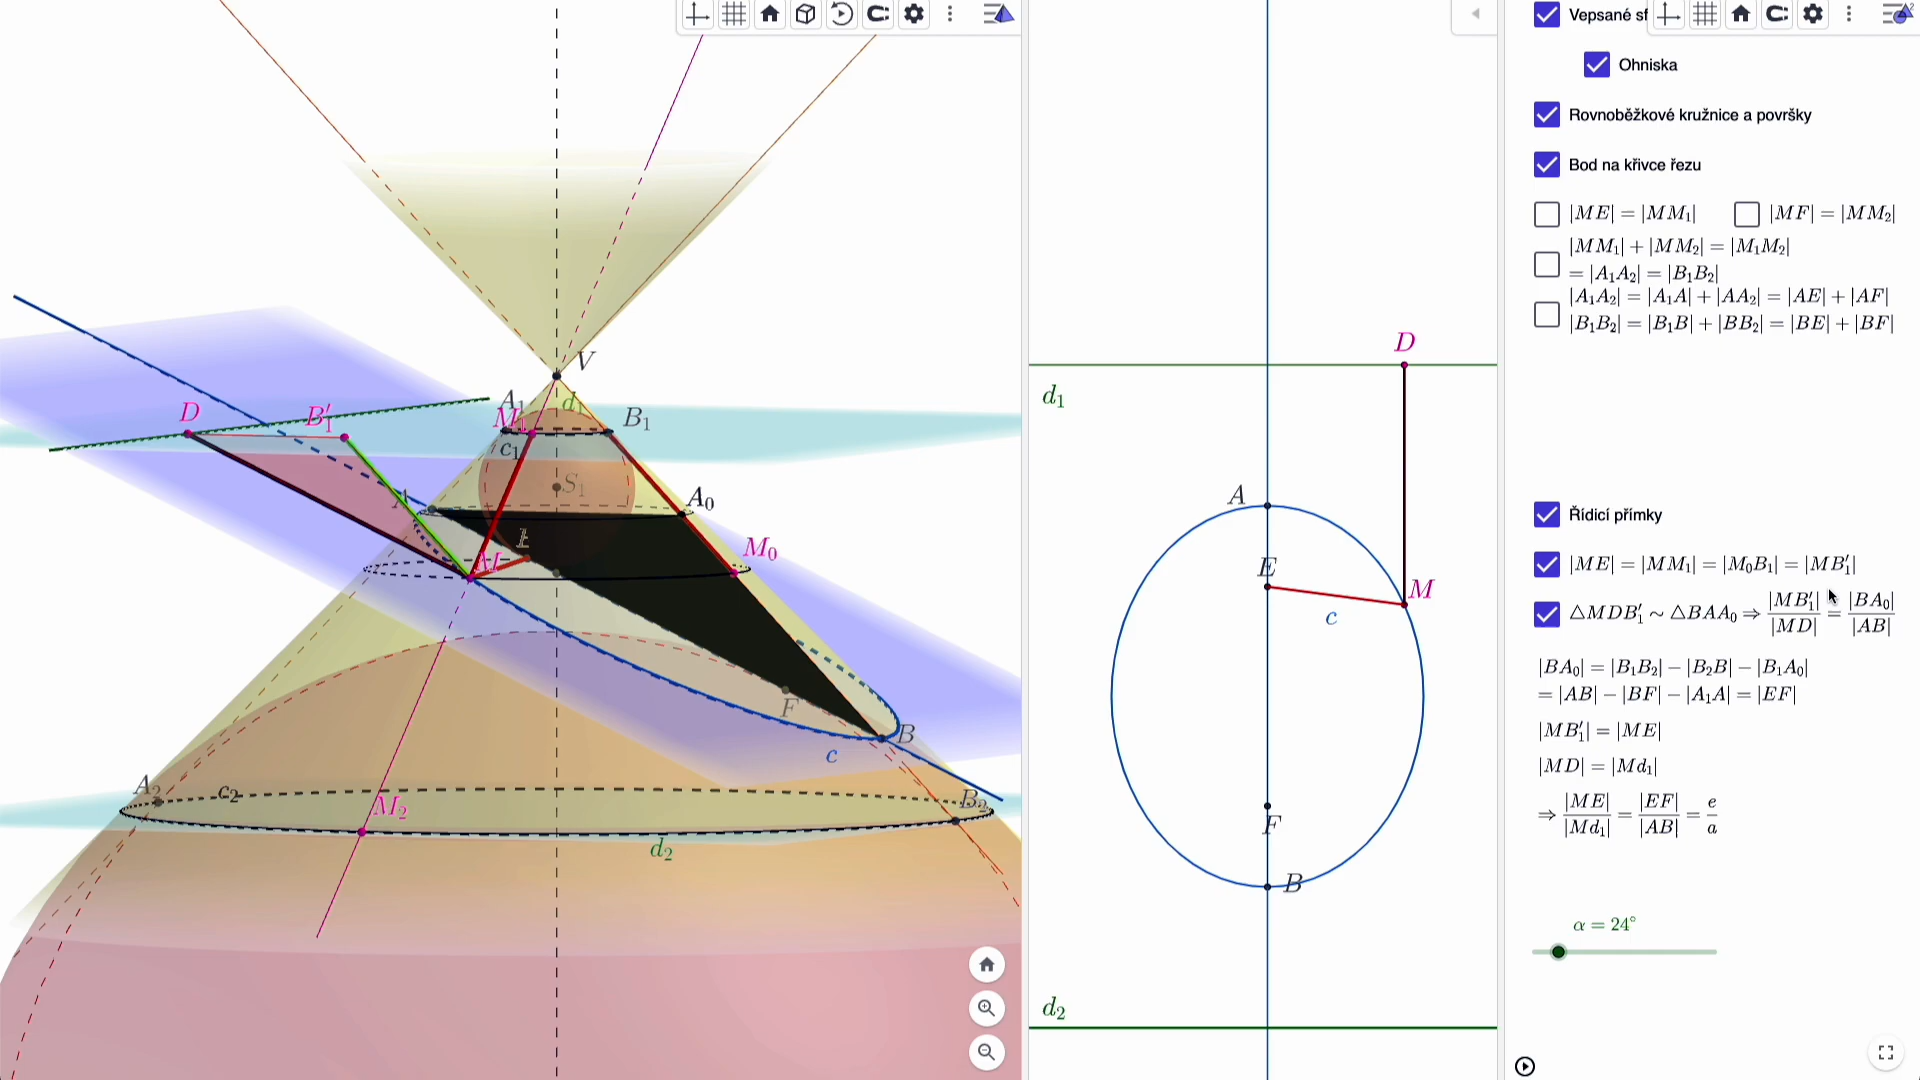 V
A₁
d₁
M₁
B₁
D
B′₁
c₁
S₁
A
A₀
E
M
M₀
F
B
c
A₂
c₂
M₂
B₂
d₂
D
d₁
A
E
M
c
F
B
d₂
Vepsané sf
Ohniska
Rovnoběžkové kružnice a površky
Bod na křivce řezu
|ME| = |MM₁| |MF| = |MM₂|
|MM₁| + |MM₂| = |M₁M₂|
= |A₁A₂| = |B₁B₂|
|A₁A₂| = |A₁A| + |AA₂| = |AE| + |AF|
|B₁B₂| = |B₁B| + |BB₂| = |BE| + |BF|
Řídicí přímky
|ME| = |MM₁| = |M₀B₁| = |MB′₁|
△MDB′₁ ∼ △BAA₀ ⇒ |MB′₁|/|MD| = |BA₀|/|AB|
|BA₀| = |B₁B₂| − |B₂B| − |B₁A₀|
= |AB| − |BF| − |A₁A| = |EF|
|MB′₁| = |ME|
|MD| = |Md₁|
⇒ |ME|/|Md₁| = |EF|/|AB| = e/a
α = 24°